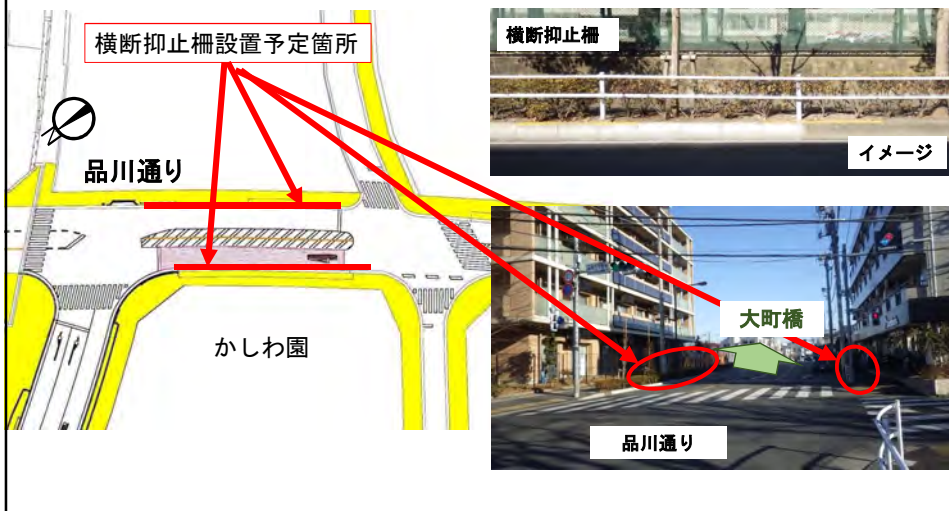 横断抑止柵設置予定箇所
品川通り
かしわ園
横断抑止柵
イメージ
大町橋
品川通り